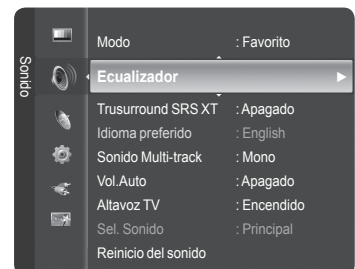 Sonido
Modo : Favorito
Ecualizador
Trusurround SRS XT : Apagado
Idioma preferido : English
Sonido Multi-track : Mono
Vol.Auto : Apagado
Altavoz TV : Encendido
Sel. Sonido : Principal
Reinicio del sonido